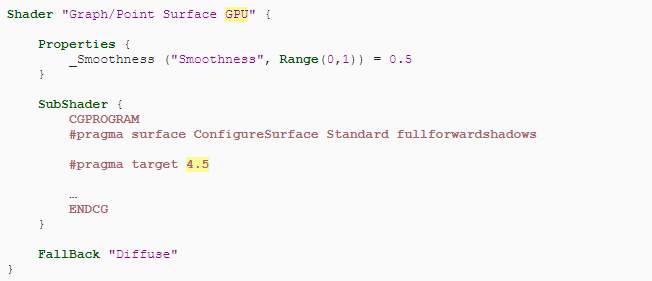 Shader "Graph/Point Surface GPU" {
Properties {
_Smoothness ("Smoothness", Range(0,1)) = 0.5
}
SubShader {
CGPROGRAM
#pragma surface ConfigureSurface Standard fullforwardshadows
#pragma target 4.5
…
ENDCG
}
FallBack "Diffuse"
}